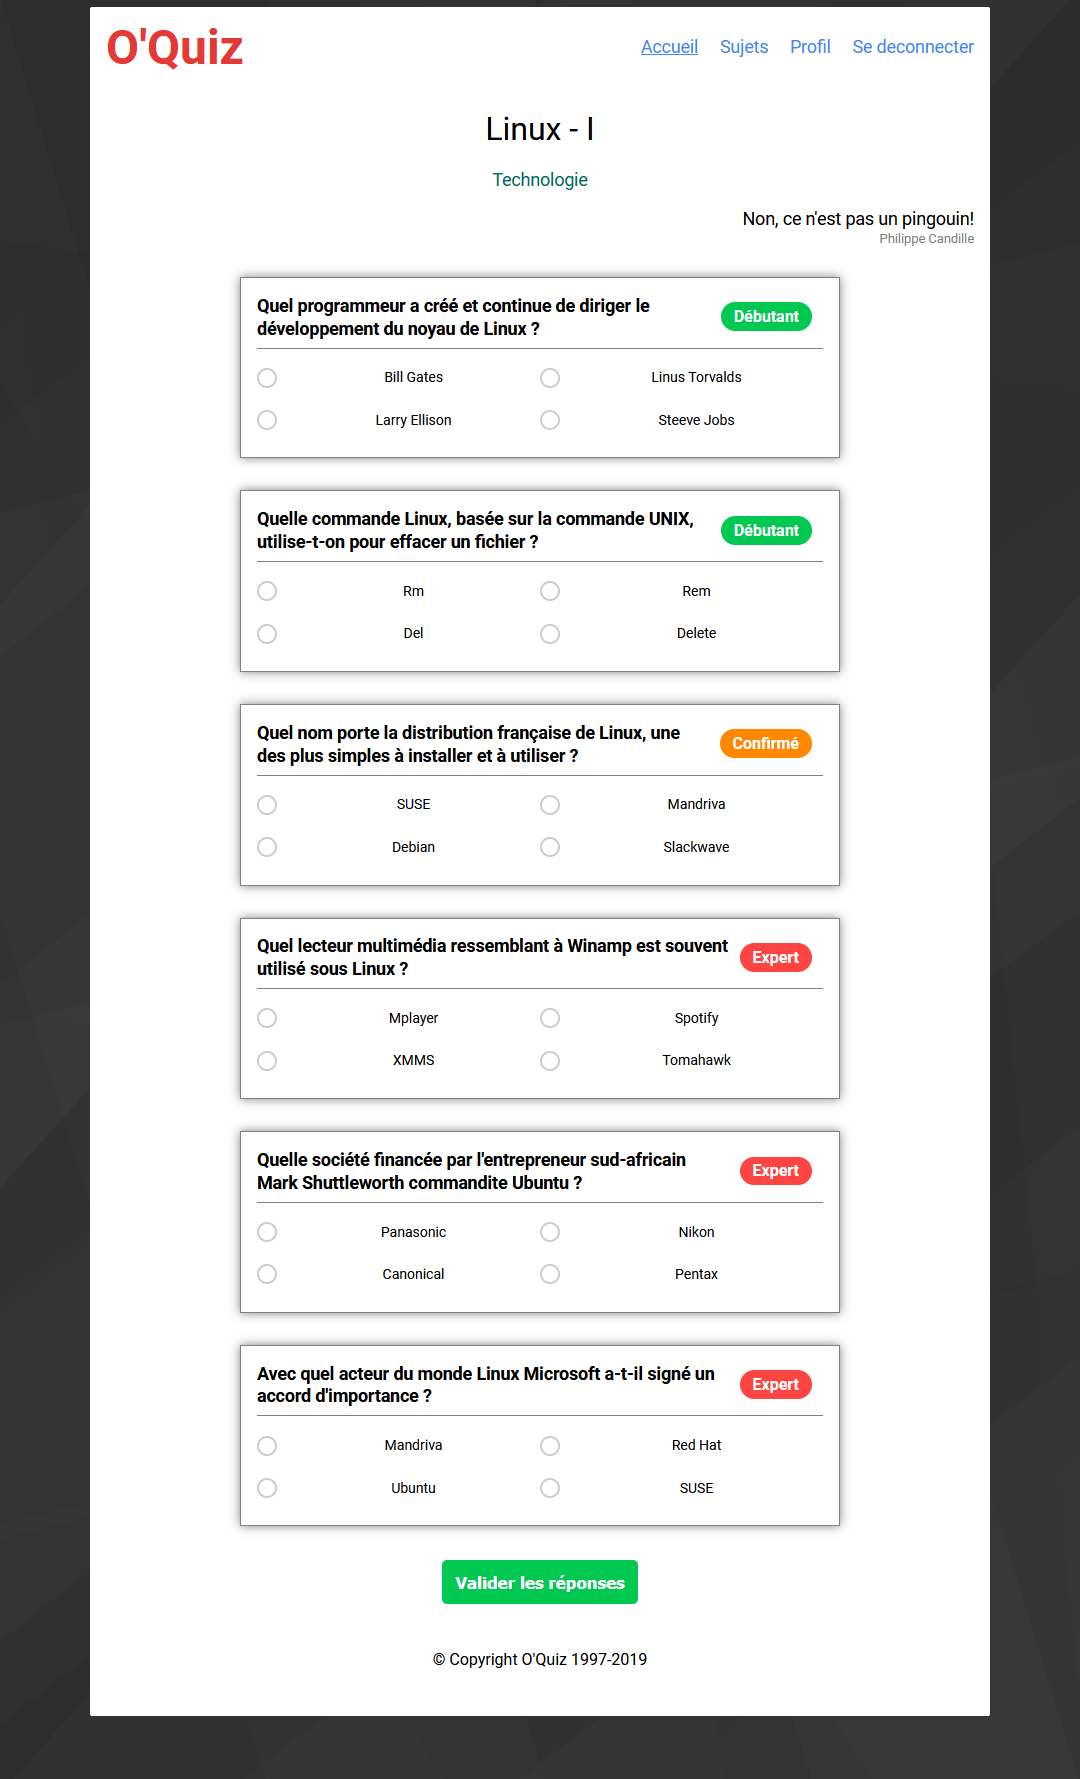 O'Quiz
Accueil Sujets Profil Se deconnecter
Linux - I
Technologie
Non, ce n'est pas un pingouin!
Philippe Candille
Quel programmeur a créé et continue de diriger le
développement du noyau de Linux ?
Débutant
Bill Gates Linus Torvalds
Larry Ellison Steeve Jobs
Quelle commande Linux, basée sur la commande UNIX,
utilise-t-on pour effacer un fichier ?
Débutant
Rm Rem
Del Delete
Quel nom porte la distribution française de Linux, une
des plus simples à installer et à utiliser ?
Confirmé
SUSE Mandriva
Debian Slackwave
Quel lecteur multimédia ressemblant à Winamp est souvent
utilisé sous Linux ?
Expert
Mplayer Spotify
XMMS Tomahawk
Quelle société financée par l'entrepreneur sud-africain
Mark Shuttleworth commandite Ubuntu ?
Expert
Panasonic Nikon
Canonical Pentax
Avec quel acteur du monde Linux Microsoft a-t-il signé un
accord d'importance ?
Expert
Mandriva Red Hat
Ubuntu SUSE
Valider les réponses
© Copyright O'Quiz 1997-2019